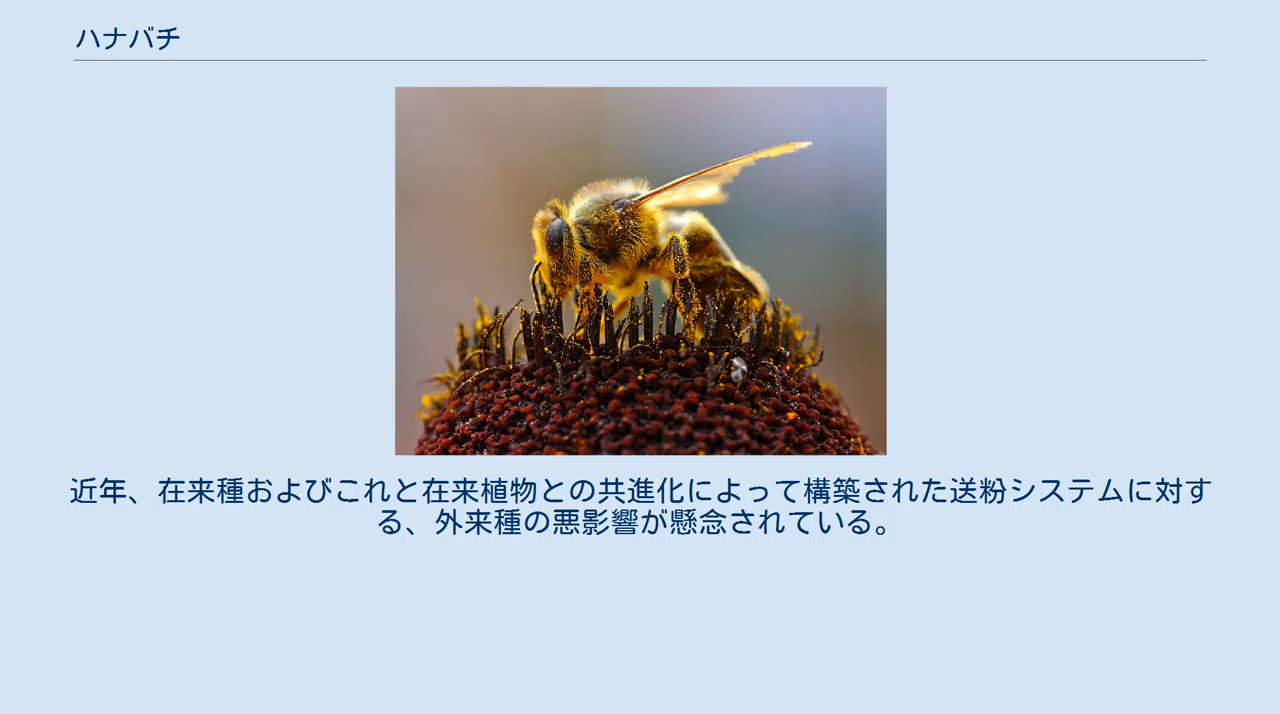 ハナバチ
近年、在来種およびこれと在来植物との共進化によって構築された送粉システムに対す
る、外来種の悪影響が懸念されている。